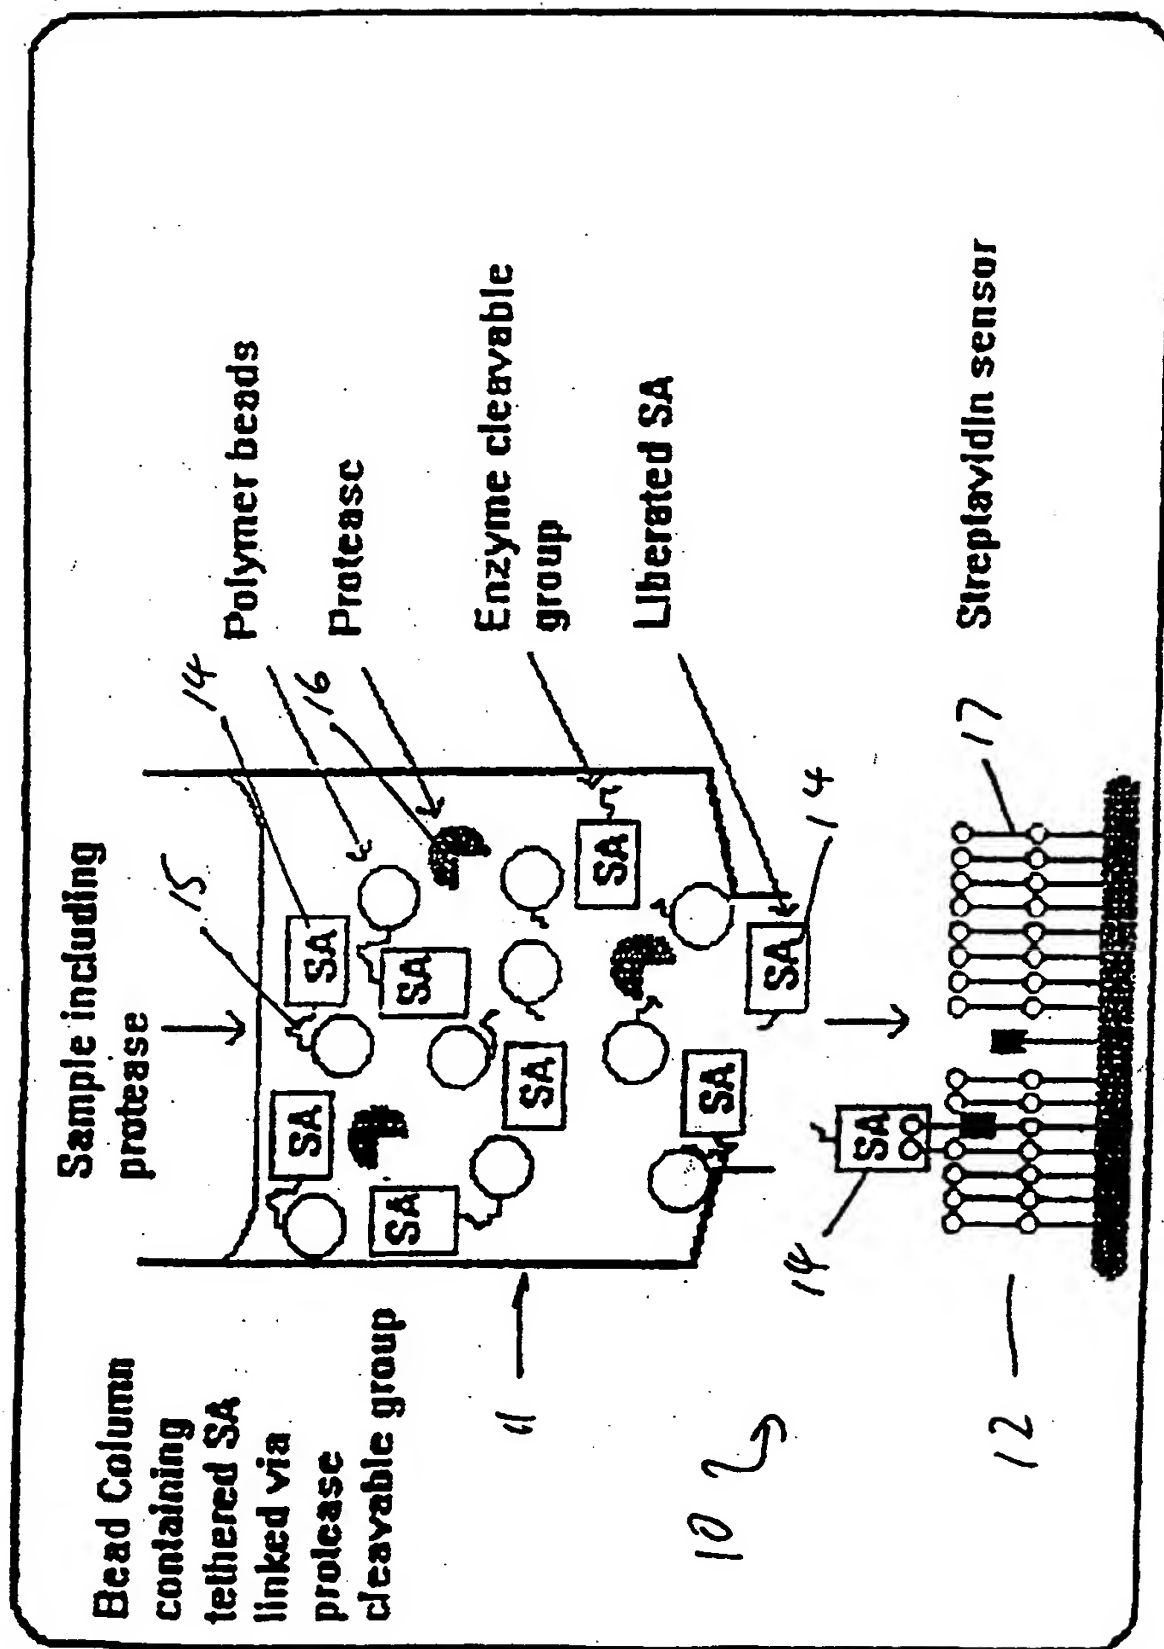 Bead Column
containing
tethered SA
linked via
protease
cleavable group
Sample including
protease
15
14
Polymer beads
16
Protease
Enzyme cleavable
group
Liberated SA
SA
SA
SA
SA
SA
SA
SA
SA
14
SA
14
11
10
12
17
Streptavidin sensor